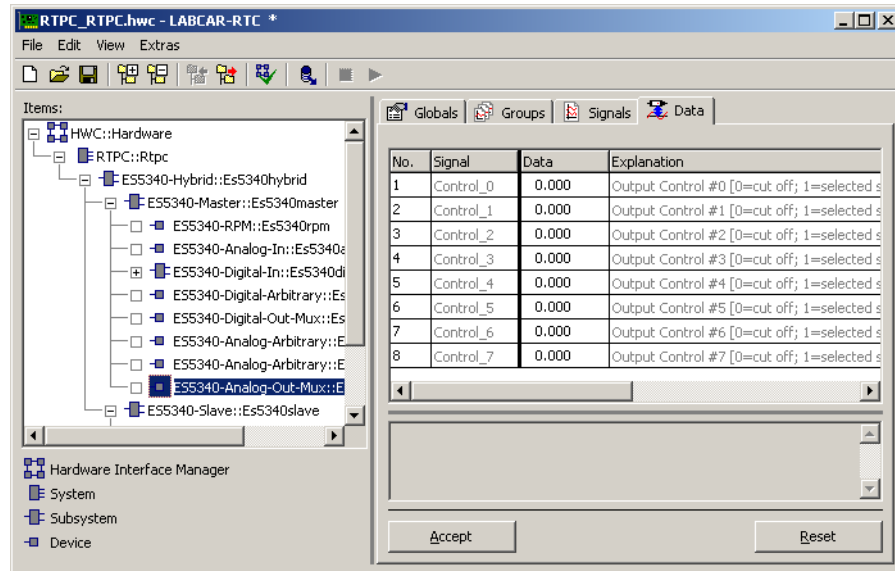 RTPC_RTPC.hwc - LABCAR-RTC *
File Edit View Extras
Items:
HWC::Hardware
RTPC::Rtpc
ES5340-Hybrid::Es5340hybrid
ES5340-Master::Es5340master
ES5340-RPM::Es5340rpm
ES5340-Analog-In::Es5340a
ES5340-Digital-In::Es5340di
ES5340-Digital-Arbitrary::Es
ES5340-Digital-Out-Mux::Es
ES5340-Analog-Arbitrary::E
ES5340-Analog-Arbitrary::E
ES5340-Analog-Out-Mux::E
ES5340-Slave::Es5340slave
Hardware Interface Manager
System
Subsystem
Device
Globals Groups Signals Data
No. Signal Data Explanation
1 Control_0 0.000 Output Control #0 [0=cut off; 1=selected s
2 Control_1 0.000 Output Control #1 [0=cut off; 1=selected s
3 Control_2 0.000 Output Control #2 [0=cut off; 1=selected s
4 Control_3 0.000 Output Control #3 [0=cut off; 1=selected s
5 Control_4 0.000 Output Control #4 [0=cut off; 1=selected s
6 Control_5 0.000 Output Control #5 [0=cut off; 1=selected s
7 Control_6 0.000 Output Control #6 [0=cut off; 1=selected s
8 Control_7 0.000 Output Control #7 [0=cut off; 1=selected s
Accept Reset